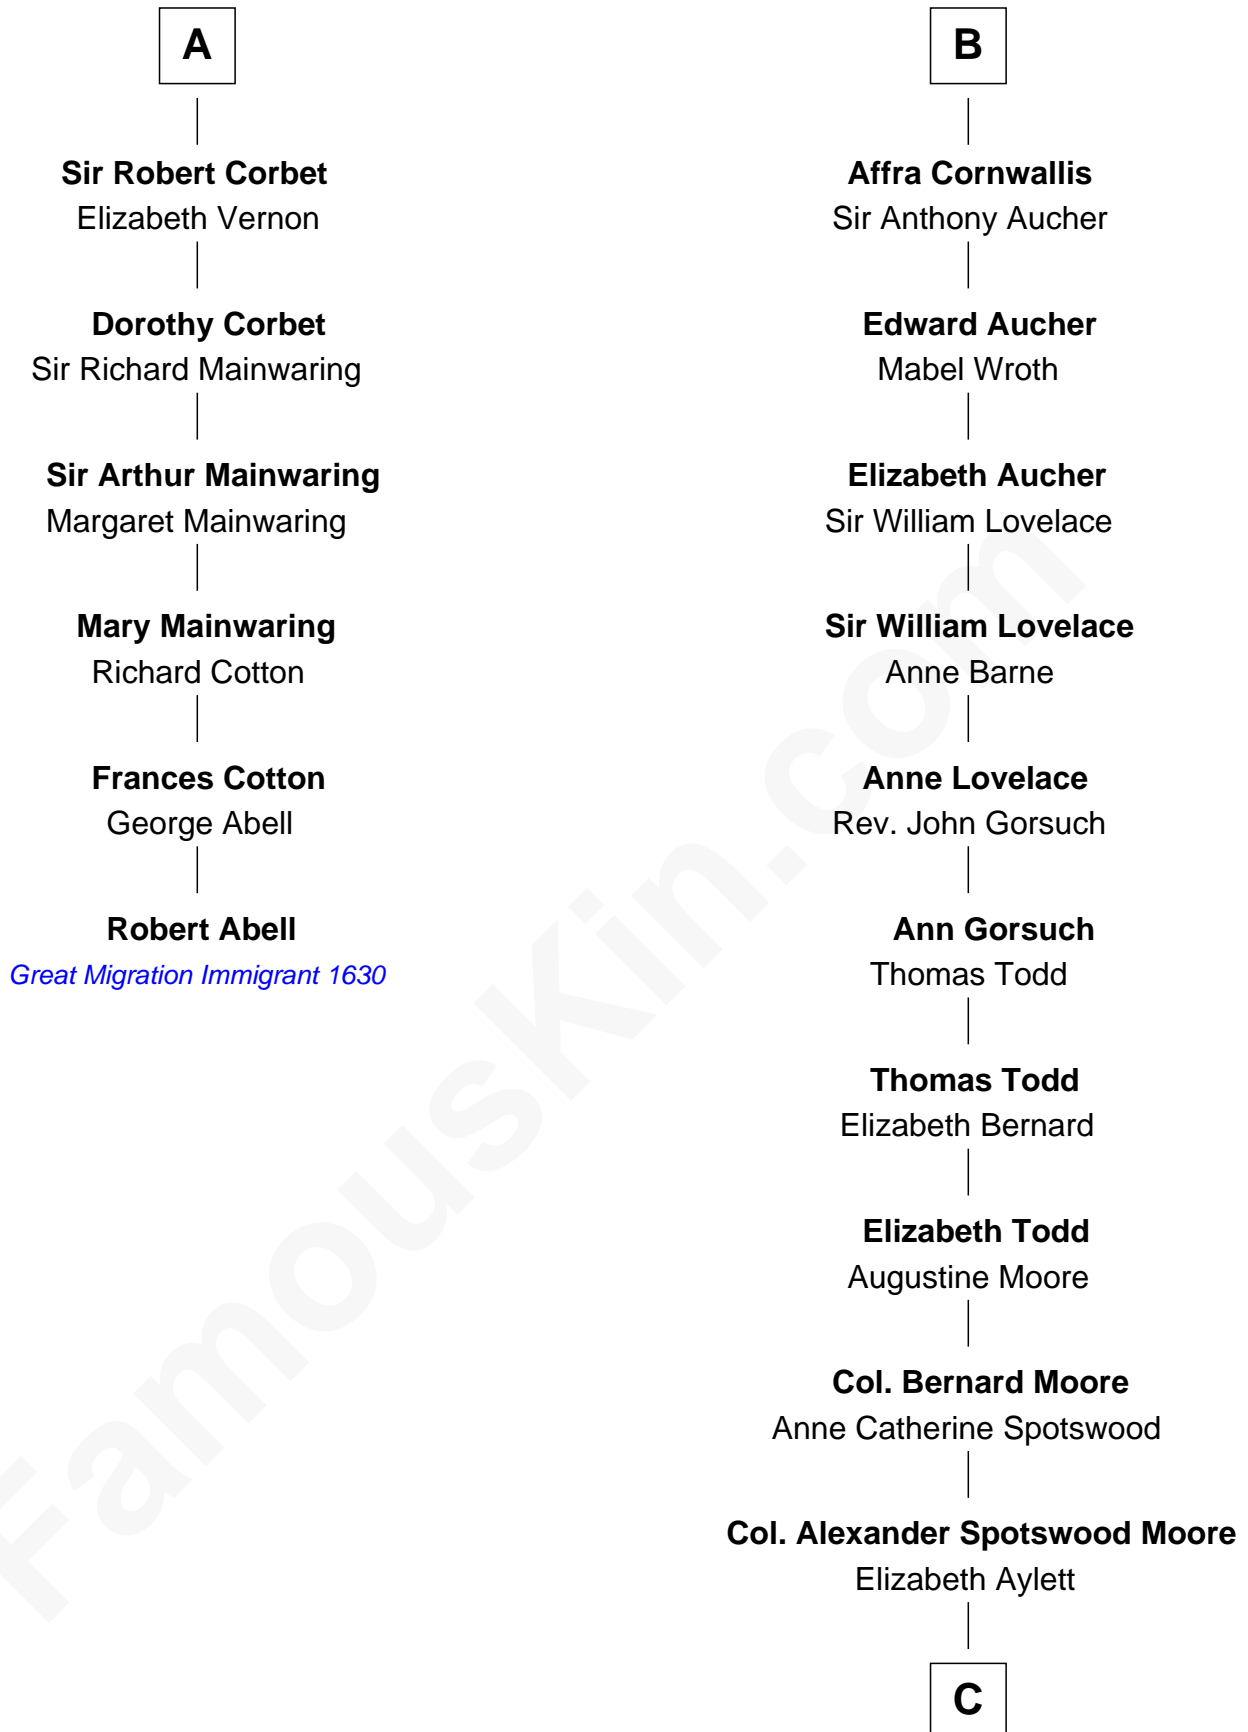 A
Sir Robert Corbet
Elizabeth Vernon
Dorothy Corbet
Sir Richard Mainwaring
Sir Arthur Mainwaring
Margaret Mainwaring
Mary Mainwaring
Richard Cotton
Frances Cotton
George Abell
Robert Abell
Great Migration Immigrant 1630
B
Affra Cornwallis
Sir Anthony Aucher
Edward Aucher
Mabel Wroth
Elizabeth Aucher
Sir William Lovelace
Sir William Lovelace
Anne Barne
Anne Lovelace
Rev. John Gorsuch
Ann Gorsuch
Thomas Todd
Thomas Todd
Elizabeth Bernard
Elizabeth Todd
Augustine Moore
Col. Bernard Moore
Anne Catherine Spotswood
Col. Alexander Spotswood Moore
Elizabeth Aylett
C
FamousKin.com